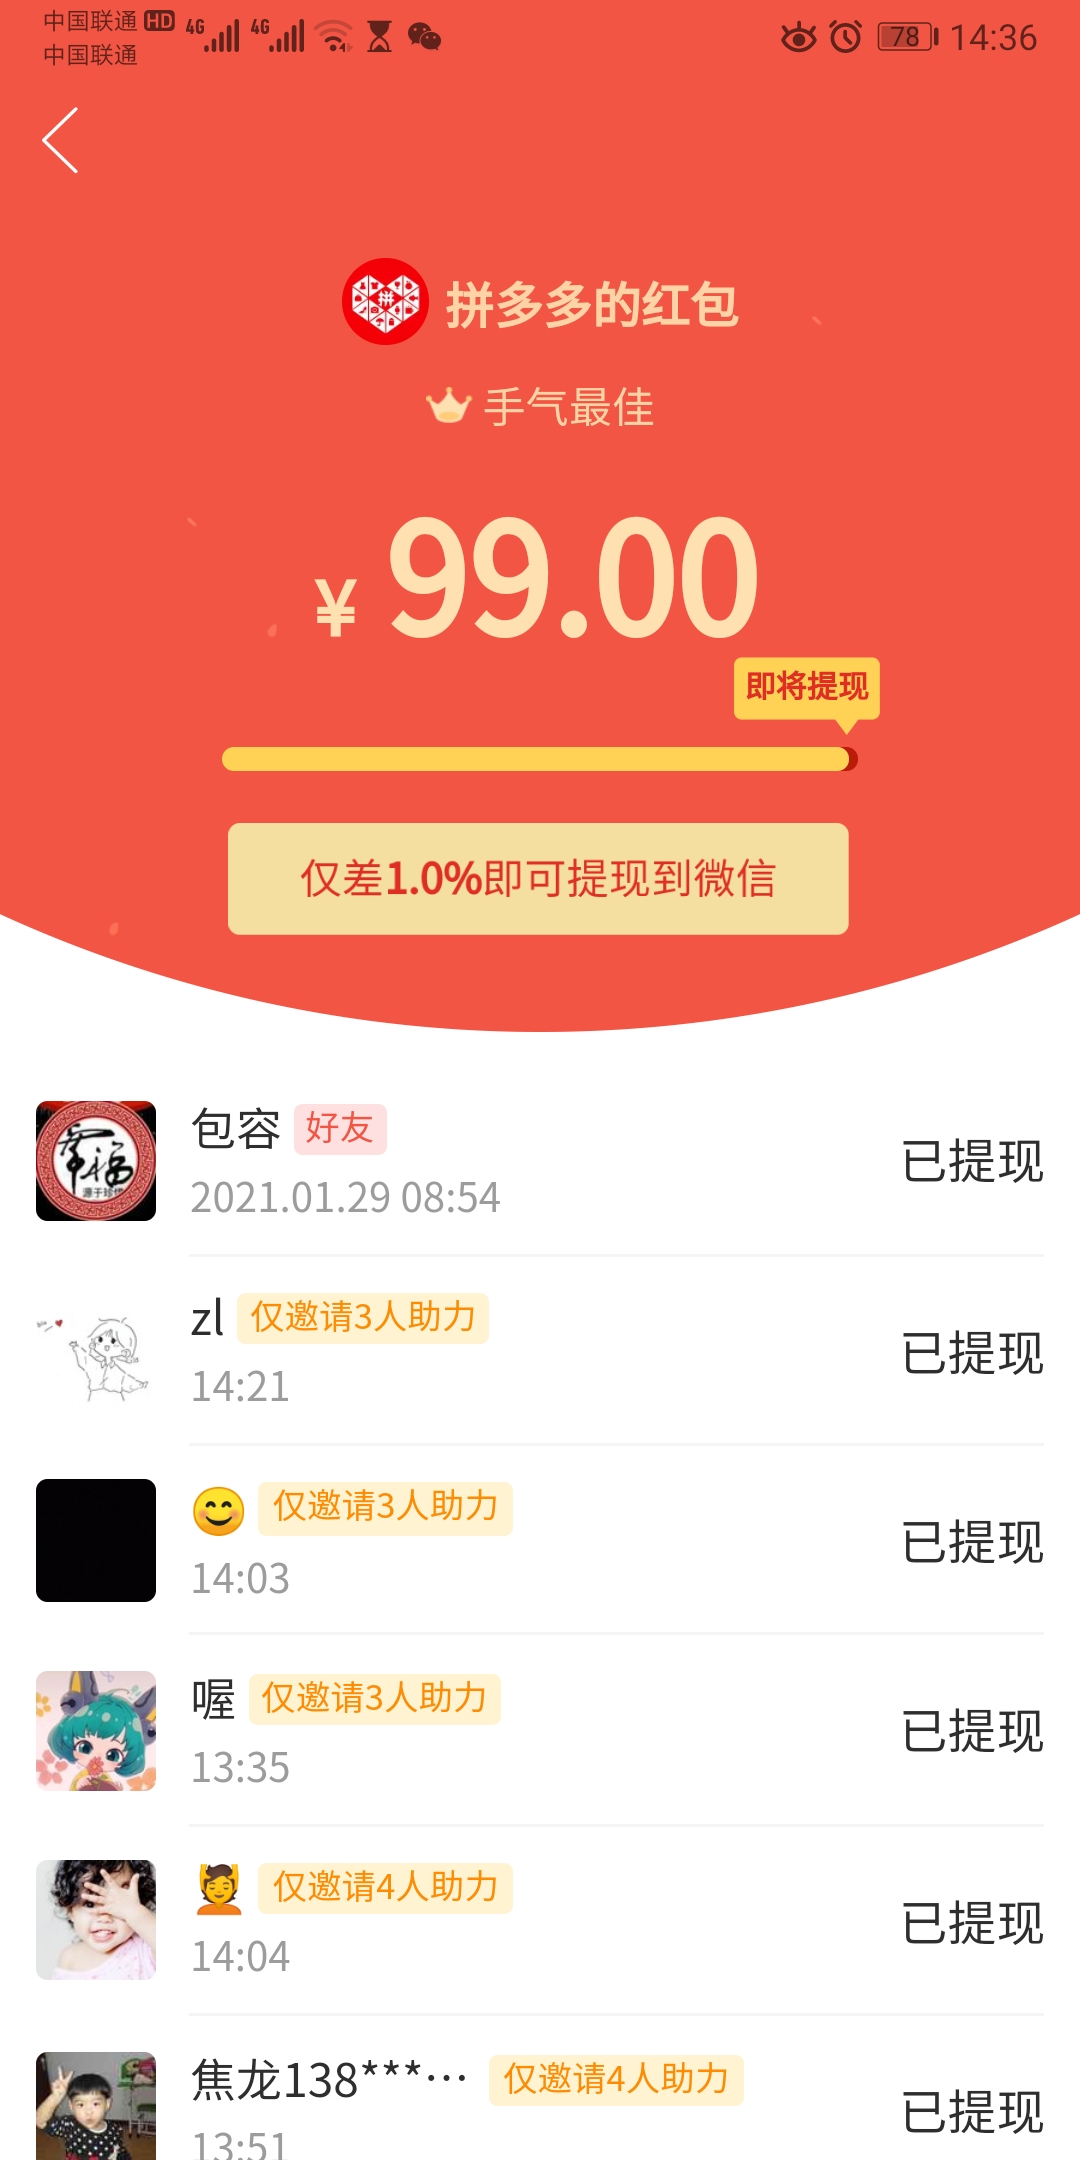 中国联通 HD 4G 4G 78 14:36
中国联通
拼多多的红包
手气最佳
¥ 99.00
即将提现
仅差1.0%即可提现到微信
包容 好友
2021.01.29 08:54
已提现
zl 仅邀请3人助力
14:21
已提现
😊 仅邀请3人助力
14:03
已提现
喔 仅邀请3人助力
13:35
已提现
💆 仅邀请4人助力
14:04
已提现
焦龙138***··· 仅邀请4人助力
13:51
已提现